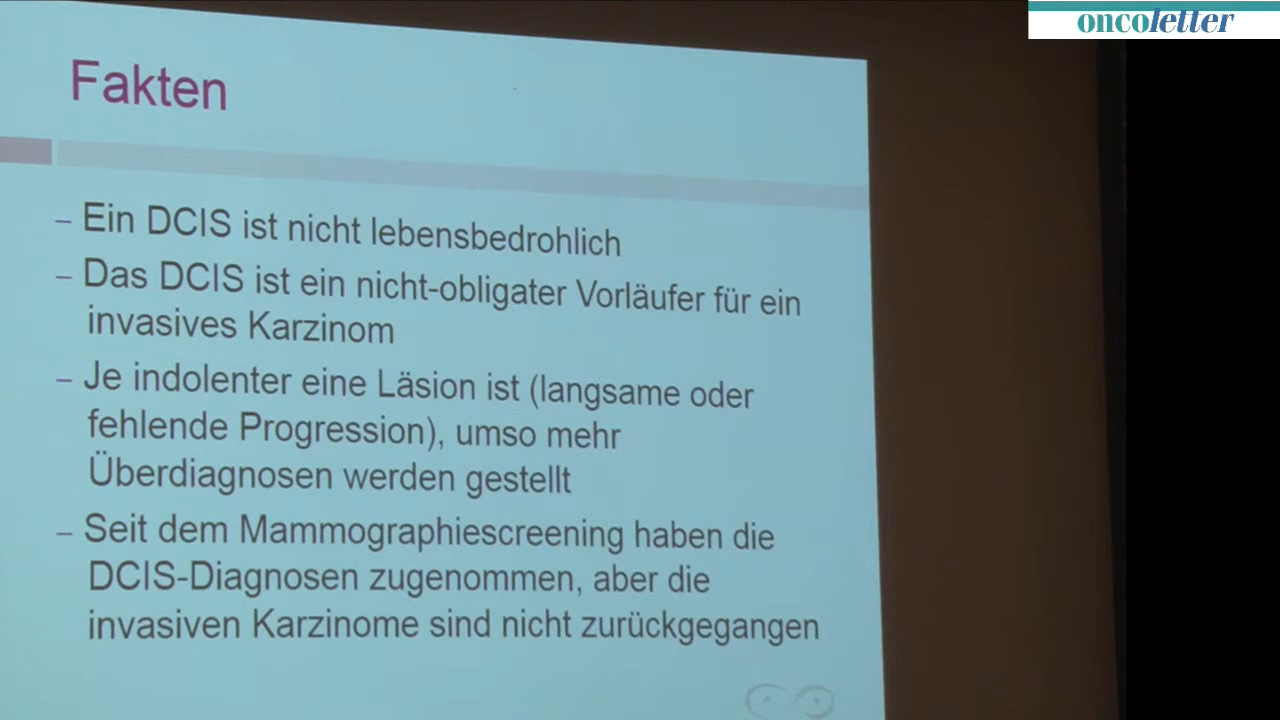 oncoletter
Fakten
– Ein DCIS ist nicht lebensbedrohlich
– Das DCIS ist ein nicht-obligater Vorläufer für ein
invasives Karzinom
– Je indolenter eine Läsion ist (langsame oder
fehlende Progression), umso mehr
Überdiagnosen werden gestellt
– Seit dem Mammographiescreening haben die
DCIS-Diagnosen zugenommen, aber die
invasiven Karzinome sind nicht zurückgegangen